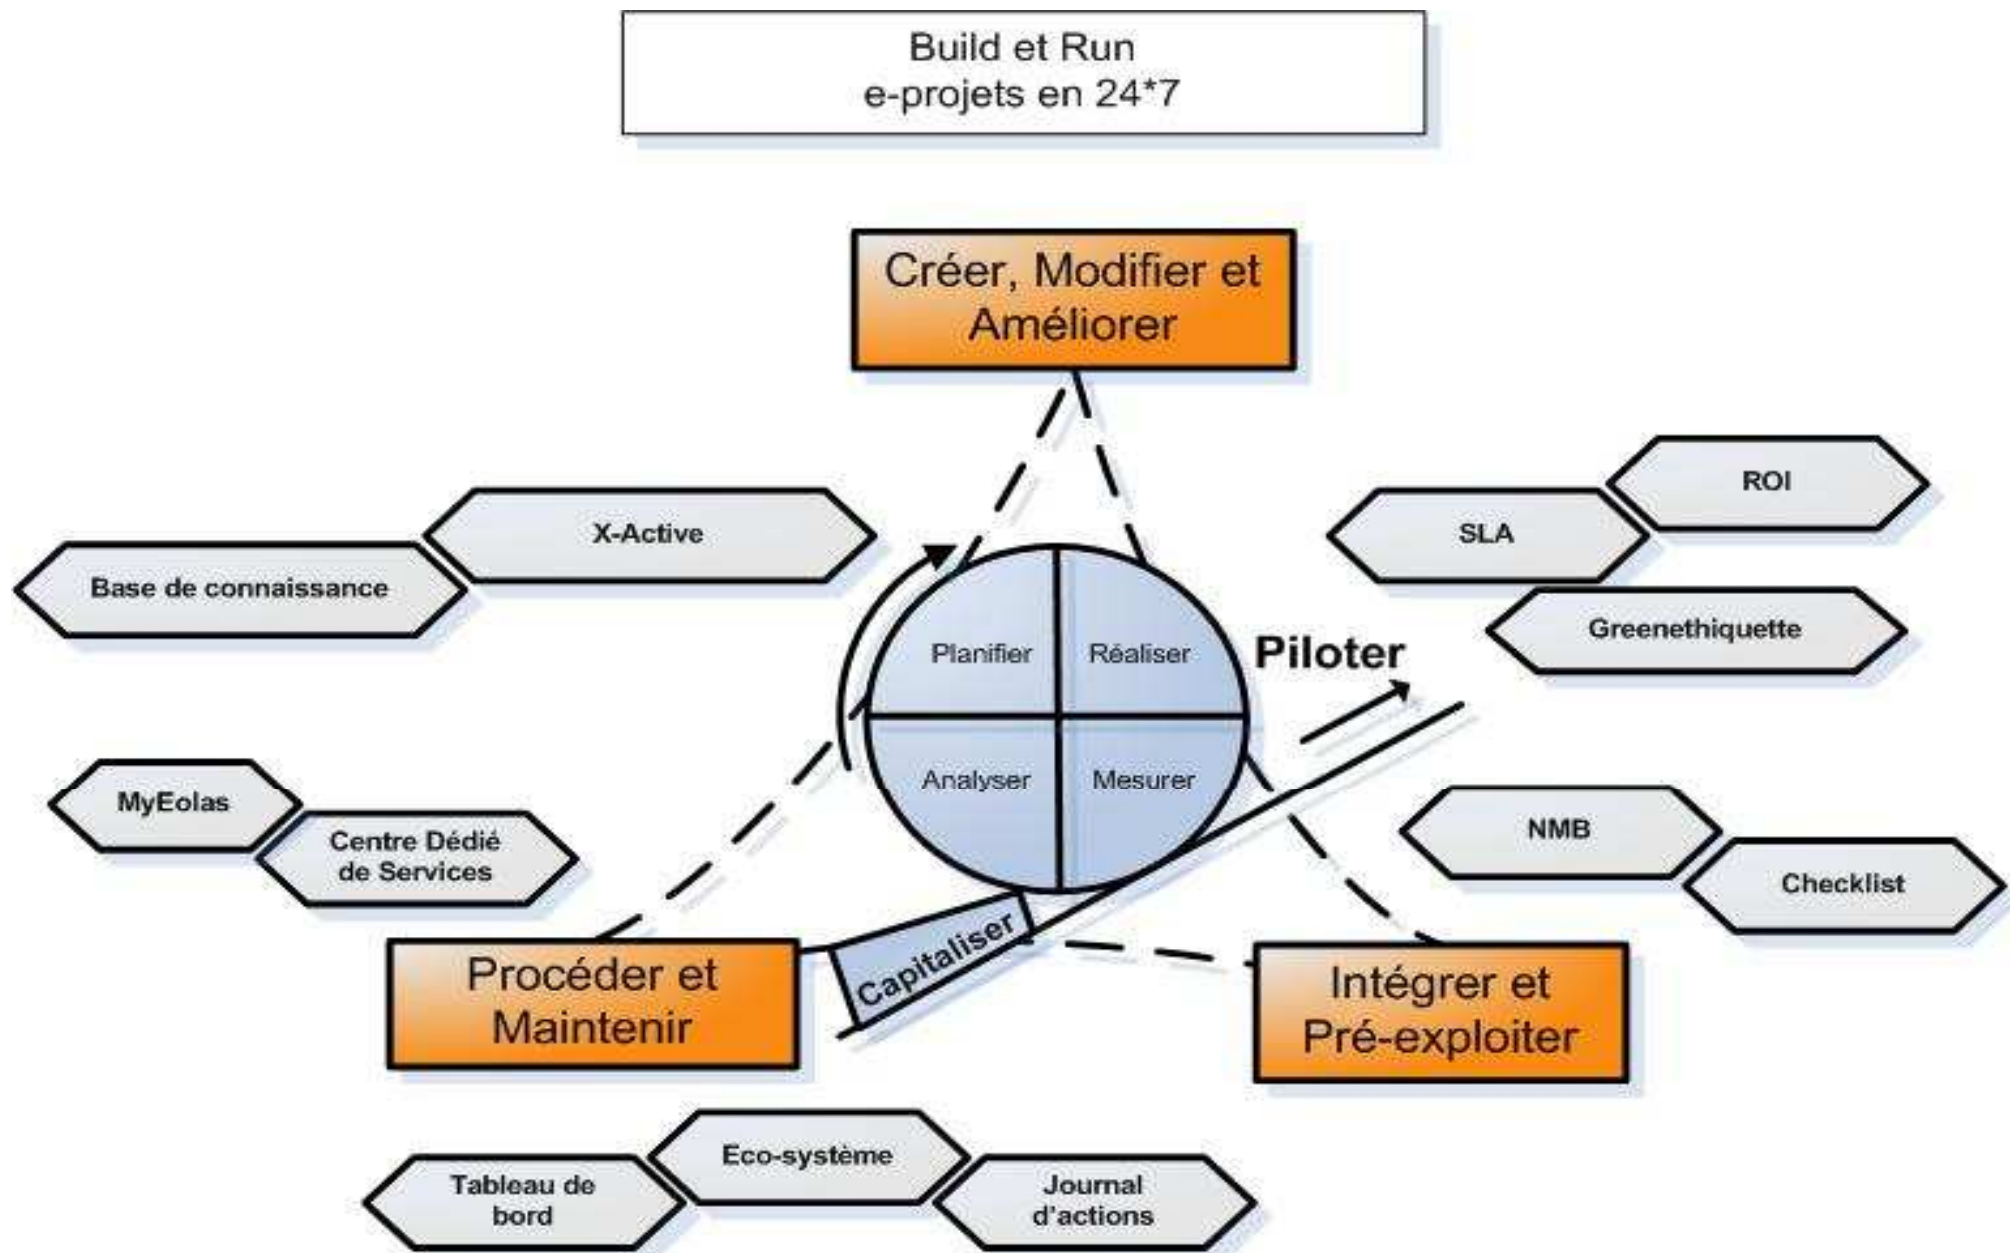 Build et Run
e-projets en 24*7
Créer, Modifier et
Améliorer
ROI
SLA
X-Active
Base de connaissance
Greenethiquette
Planifier
Réaliser
Piloter
Analyser
Mesurer
MyEolas
Centre Dédié
de Services
NMB
Checklist
Capitaliser
Procéder et
Maintenir
Intégrer et
Pré-exploiter
Eco-système
Tableau de
bord
Journal
d'actions